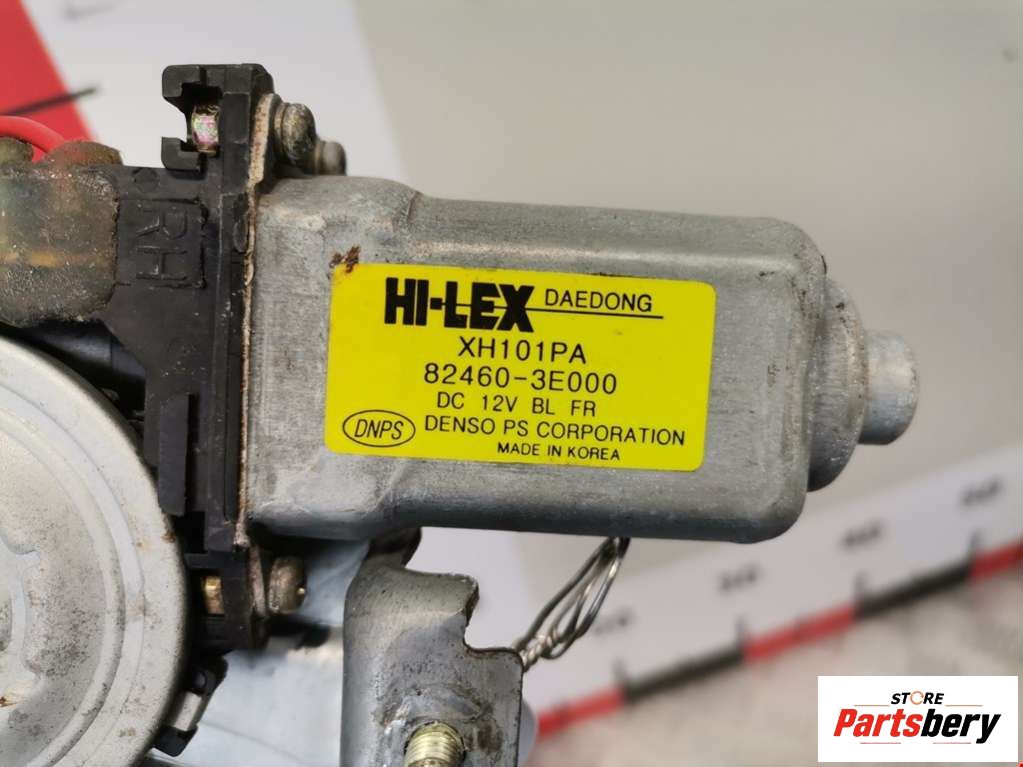 RH
HI-LEX DAEDONG
XH101PA
82460-3E000
DC 12V BL FR
DNPS DENSO PS CORPORATION
MADE IN KOREA
STORE
Partsbery